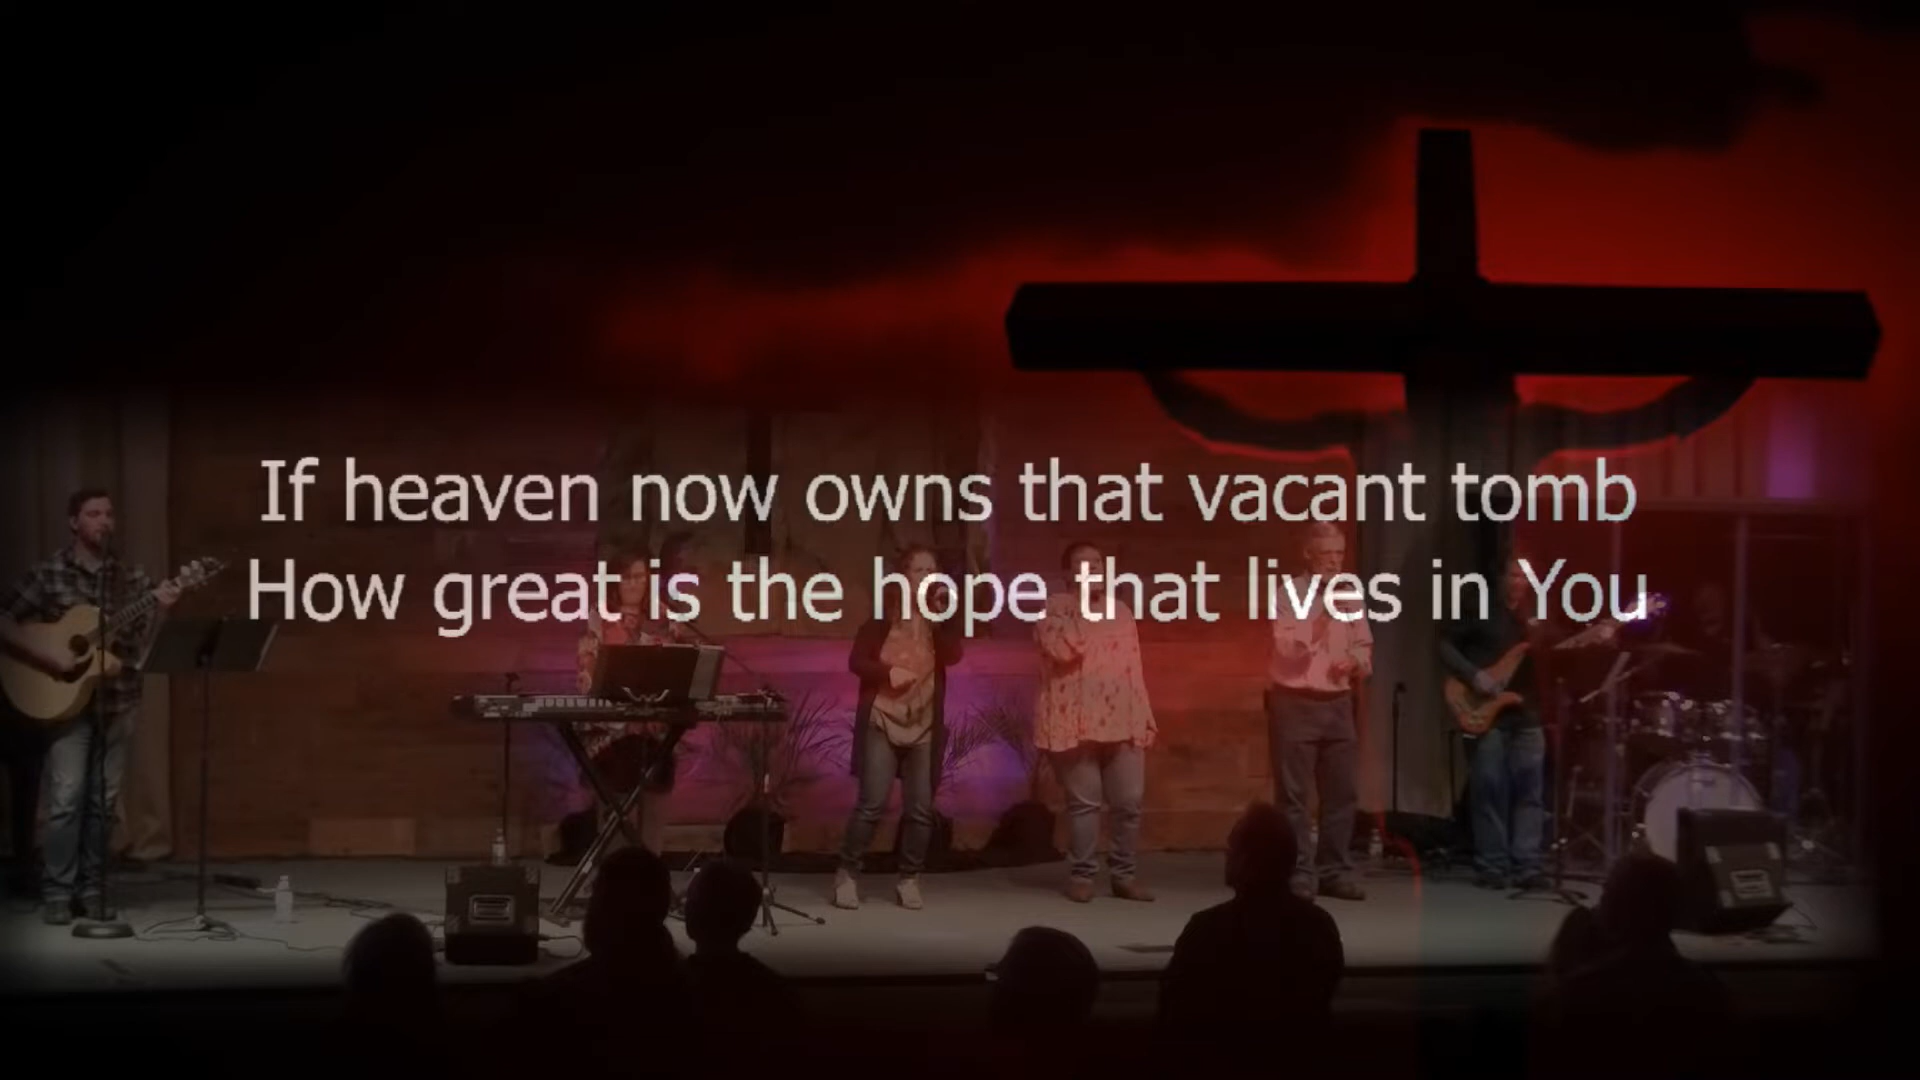 If heaven now owns that vacant tomb
How great is the hope that lives in You